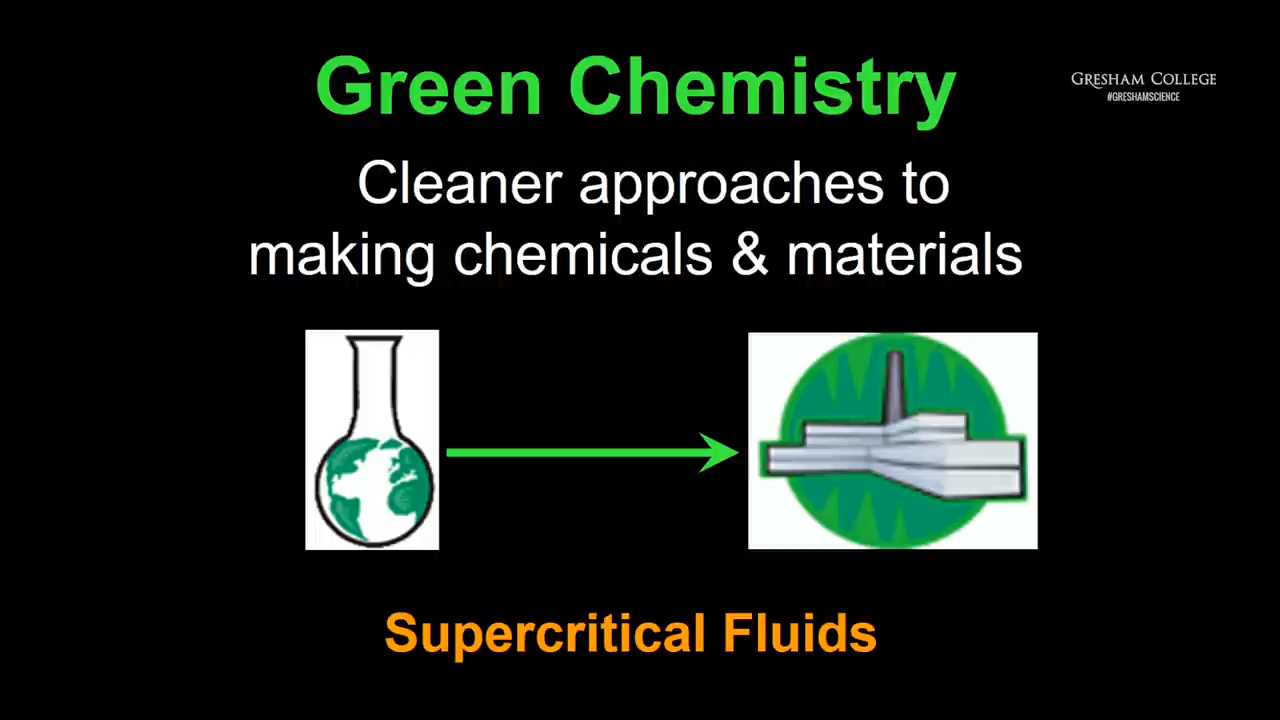 Green Chemistry
GRESHAM COLLEGE
#GRESHAMSCIENCE
Cleaner approaches to
making chemicals & materials
Supercritical Fluids